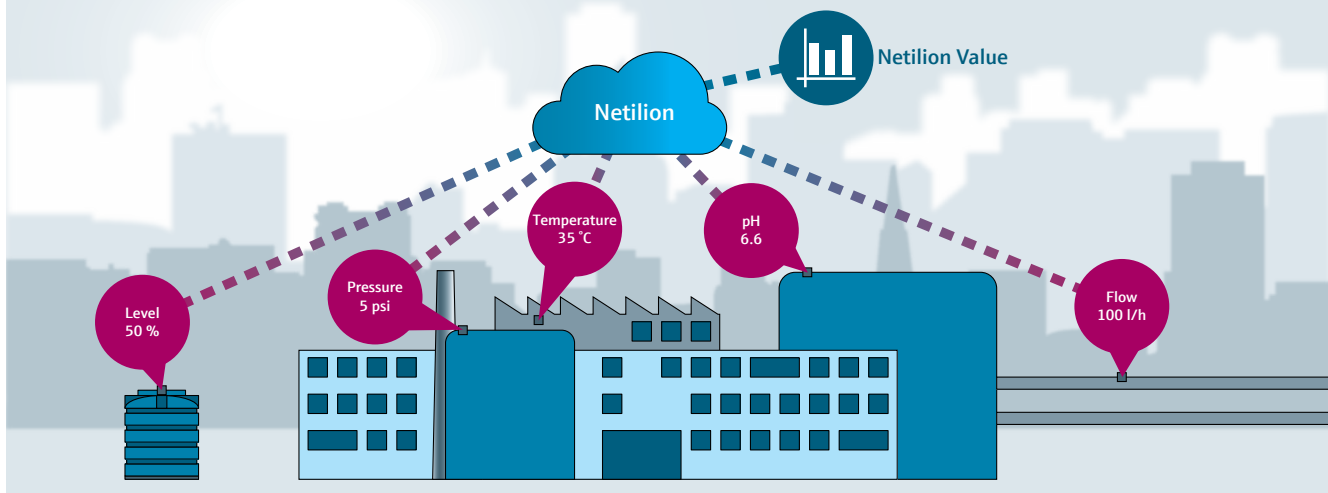 Netilion Value
Netilion
Temperature
35 °C
pH
6.6
Pressure
5 psi
Level
50 %
Flow
100 l/h